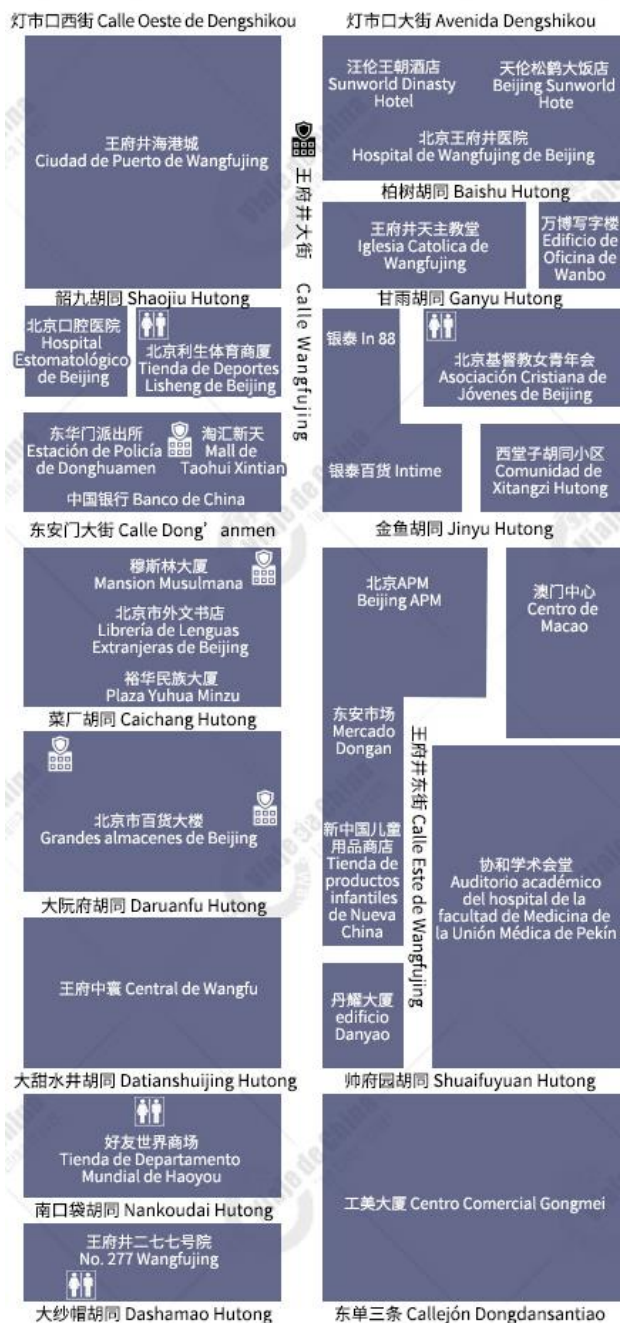 灯市口西街 Calle Oeste de Dengshikou
灯市口大街 Avenida Dengshikou
王府井海港城
Ciudad de Puerto de Wangfujing
汪伦王朝酒店
Sunworld Dinasty
Hotel
天伦松鹤大饭店
Beijing Sunworld
Hote
北京王府井医院
Hospital de Wangfujing de Beijing
王府井大街 Calle Wangfujing
柏树胡同 Baishu Hutong
王府井天主教堂
Iglesia Catolica de
Wangfujing
万博写字楼
Edificio de
Oficina de
Wanbo
韶九胡同 Shaojiu Hutong
甘雨胡同 Ganyu Hutong
北京口腔医院
Hospital
Estomatológico
de Beijing
北京利生体育商厦
Tienda de Deportes
Lisheng de Beijing
银泰 In 88
北京基督教女青年会
Asociación Cristiana de
Jóvenes de Beijing
东华门派出所
Estación de Policía
de Donghuamen
淘汇新天
Mall de
Taohui Xintian
中国银行 Banco de China
银泰百货 Intime
西堂子胡同小区
Comunidad de
Xitangzi Hutong
东安门大街 Calle Dong' anmen
金鱼胡同 Jinyu Hutong
穆斯林大厦
Mansion Musulmana
北京市外文书店
Librería de Lenguas
Extranjeras de Beijing
裕华民族大厦
Plaza Yuhua Minzu
北京APM
Beijing APM
澳门中心
Centro de
Macao
菜厂胡同 Caichang Hutong
东安市场
Mercado
Dongan
王府井东街 Calle Este de Wangfujing
北京市百货大楼
Grandes almacenes de Beijing
新中国儿童
用品商店
Tienda de
productos
infantiles
de Nueva
China
协和学术会堂
Auditorio académico
del hospital de la
facultad de Medicina de
la Unión Médica de Pekín
大阮府胡同 Daruanfu Hutong
王府中寰 Central de Wangfu
丹耀大厦
edificio
Danyao
大甜水井胡同 Datianshuijing Hutong
帅府园胡同 Shuaifuyuan Hutong
好友世界商场
Tienda de Departamento
Mundial de Haoyou
工美大厦 Centro Comercial Gongmei
南口袋胡同 Nankoudai Hutong
王府井二七七号院
No. 277 Wangfujing
大纱帽胡同 Dashamao Hutong
东单三条 Callejón Dongdansantiao